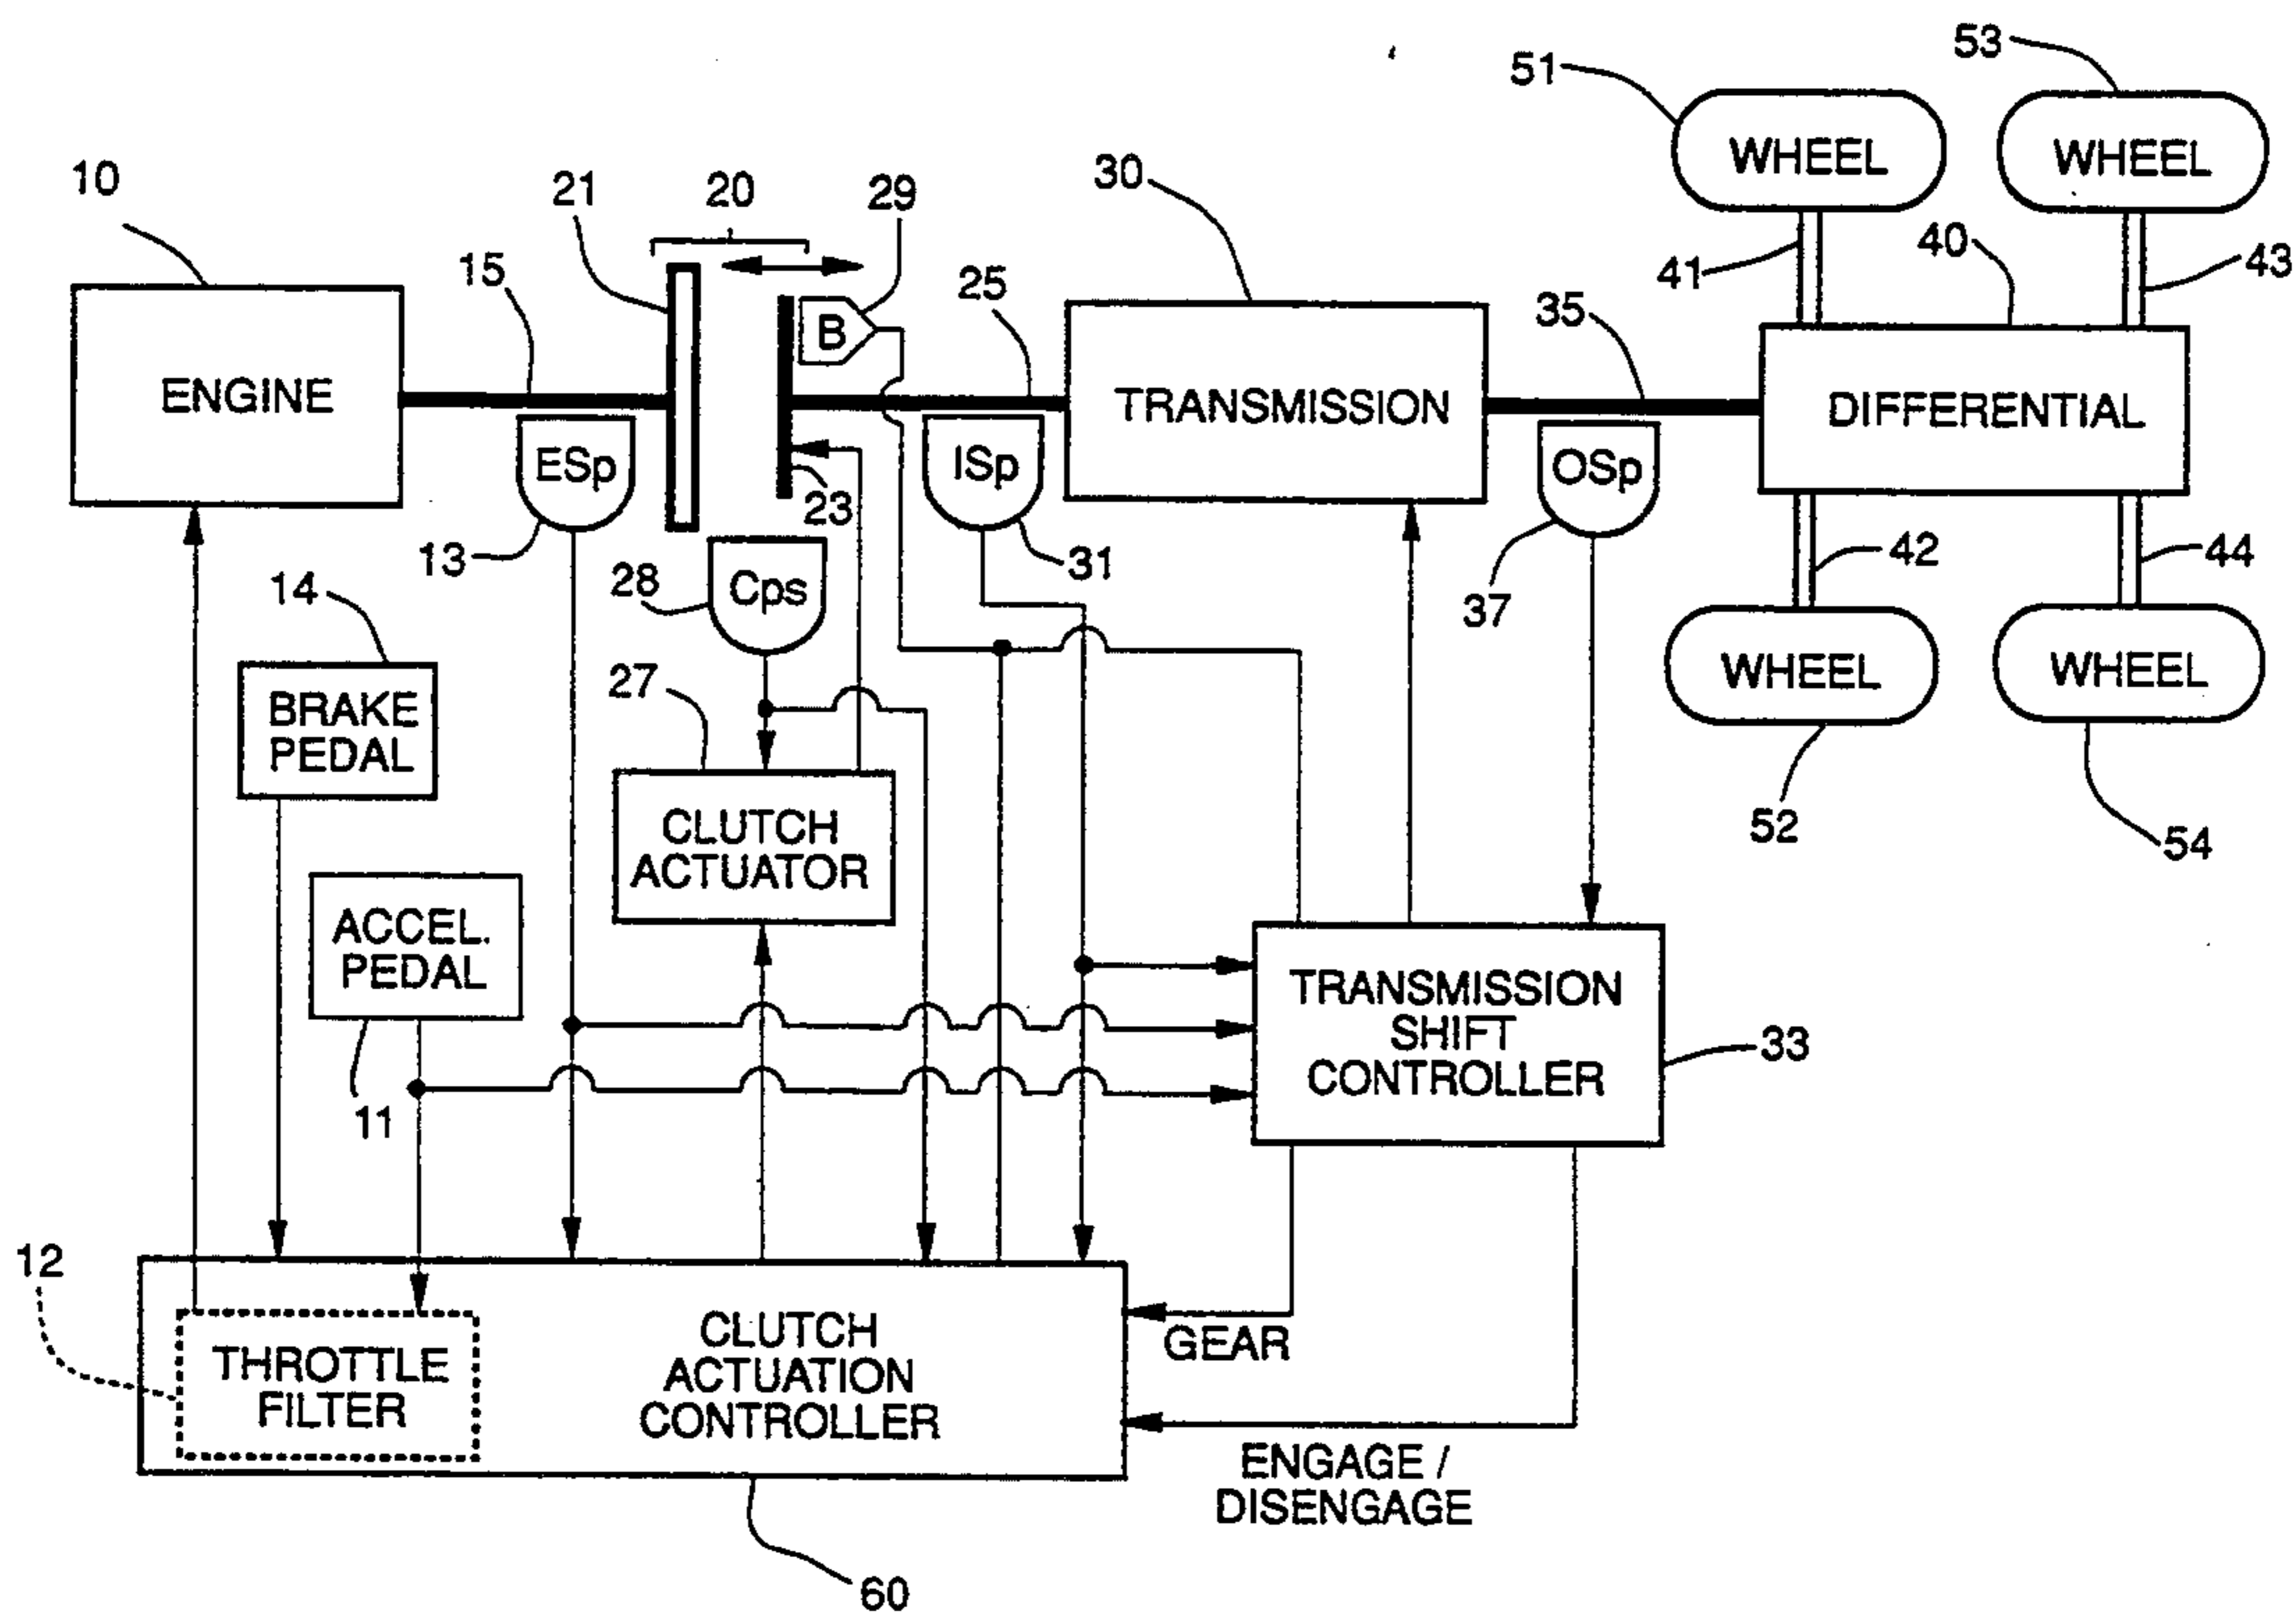 53
51
WHEEL
WHEEL
10
21
20
29
30
15
25
35
41
40
43
B
ENGINE
TRANSMISSION
DIFFERENTIAL
ESp
ISp
OSp
23
13
28
Cps
31
37
42
44
14
WHEEL
WHEEL
27
BRAKE
PEDAL
52
54
CLUTCH
ACTUATOR
ACCEL.
PEDAL
TRANSMISSION
SHIFT
CONTROLLER
33
11
12
THROTTLE
FILTER
CLUTCH
ACTUATION
CONTROLLER
GEAR
ENGAGE /
DISENGAGE
60